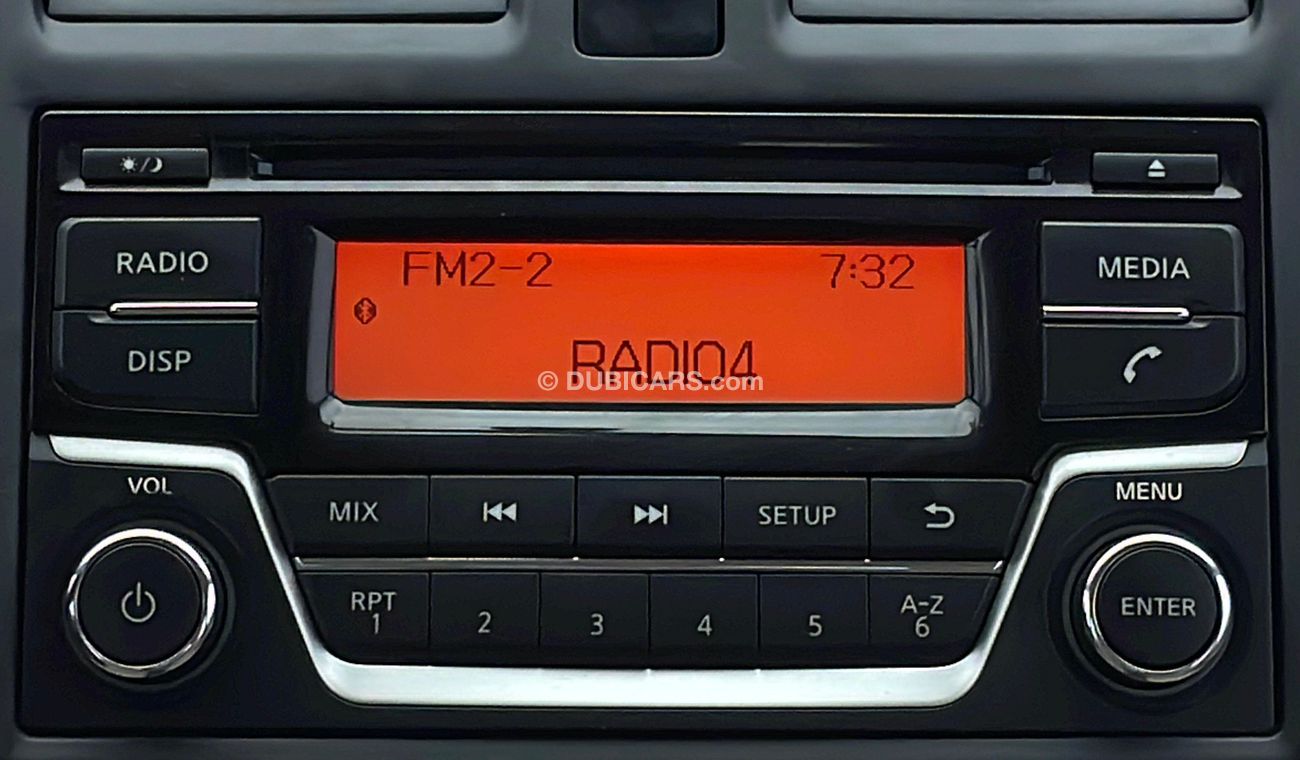 RADIO
MEDIA
FM2-2 7:32
DISP
RADIO4
© DUBICARS.com
VOL
MENU
MIX SETUP
RPT 1 2 3 4 5 A-Z 6
ENTER